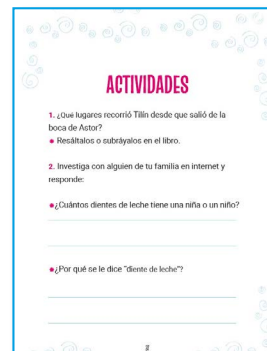 ACTIVIDADES
1. ¿Qué lugares recorrió Tilín desde que salió de la
boca de Astor?
● Resáltalos o subráyalos en el libro.
2. Investiga con alguien de tu familia en internet y
responde:
●¿Cuántos dientes de leche tiene una niña o un niño?
●¿Por qué se le dice "diente de leche"?